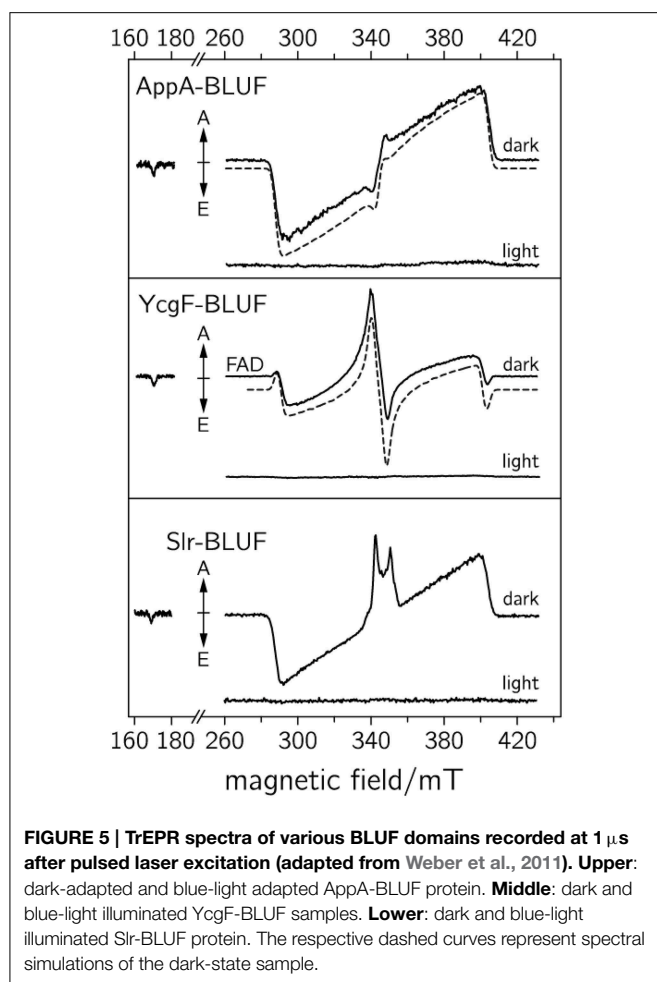 160 180 260 300 340 380 420
AppA-BLUF
A
dark
E
light
YcgF-BLUF
A
FAD
dark
E
light
Slr-BLUF
A
dark
E
light
160 180 260 300 340 380 420
magnetic field/mT
FIGURE 5 | TrEPR spectra of various BLUF domains recorded at 1 μs
after pulsed laser excitation (adapted from Weber et al., 2011). Upper:
dark-adapted and blue-light adapted AppA-BLUF protein. Middle: dark and
blue-light illuminated YcgF-BLUF samples. Lower: dark and blue-light
illuminated Slr-BLUF protein. The respective dashed curves represent spectral
simulations of the dark-state sample.